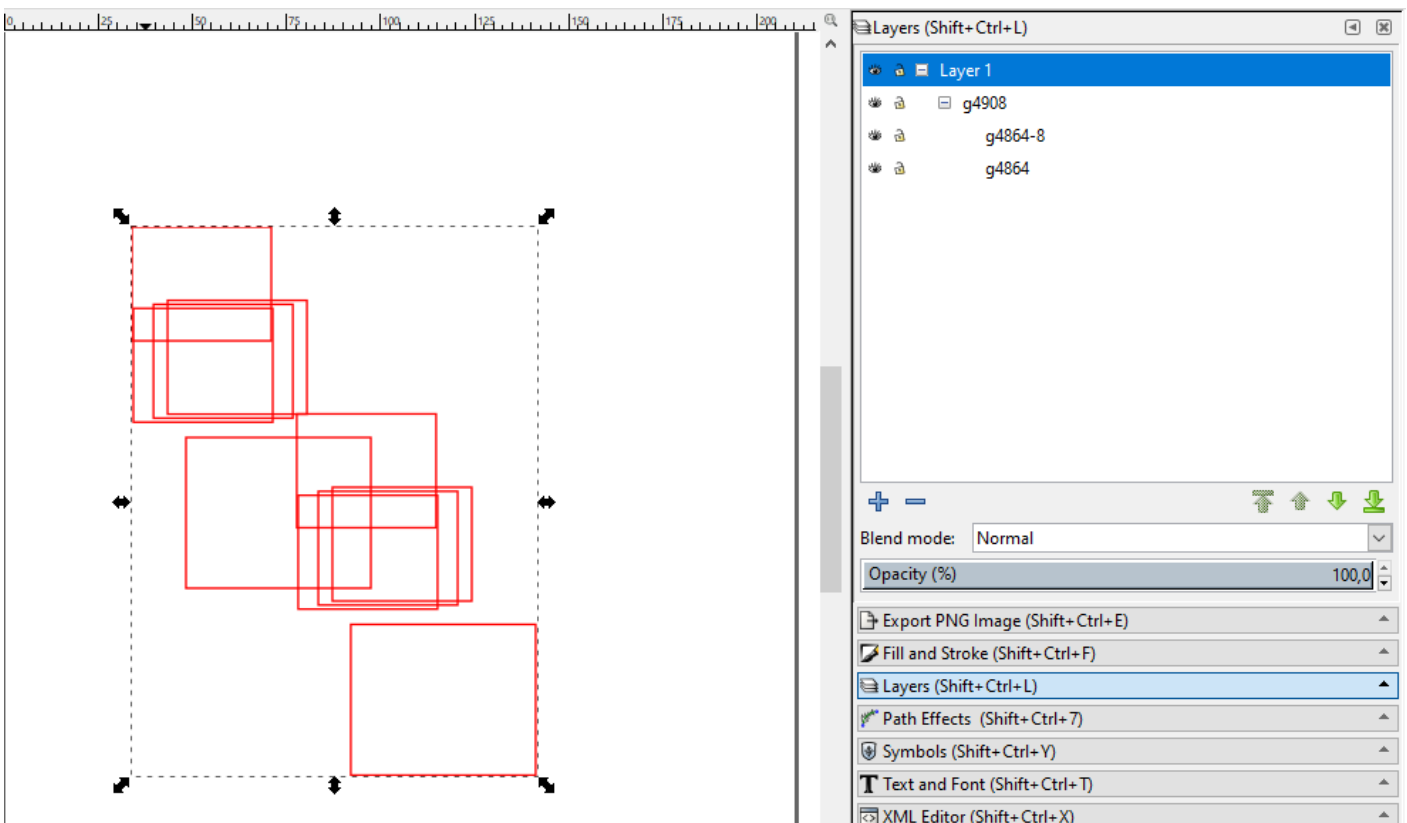 0 25 50 75 100 125 150 175 200
Layers (Shift+Ctrl+L)
Layer 1
g4908
g4864-8
g4864
Blend mode: Normal
Opacity (%) 100,0
Export PNG Image (Shift+Ctrl+E)
Fill and Stroke (Shift+Ctrl+F)
Layers (Shift+Ctrl+L)
Path Effects (Shift+Ctrl+7)
Symbols (Shift+Ctrl+Y)
Text and Font (Shift+Ctrl+T)
XML Editor (Shift+Ctrl+X)